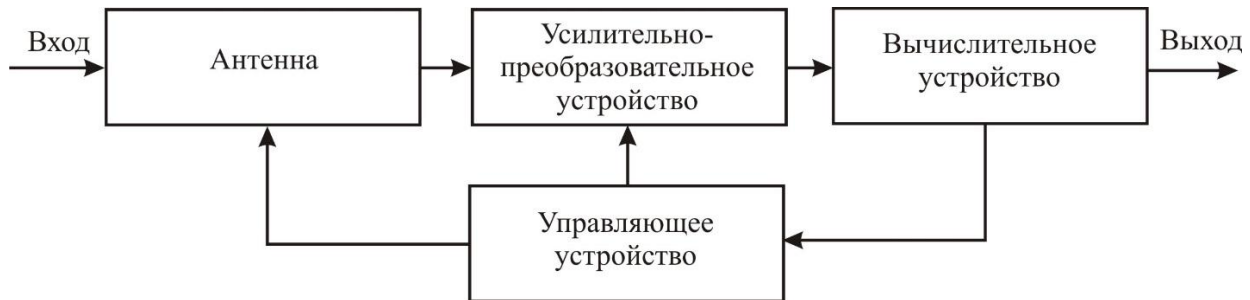 Вход
Антенна
Усилительно-
преобразовательное
устройство
Вычислительное
устройство
Выход
Управляющее
устройство